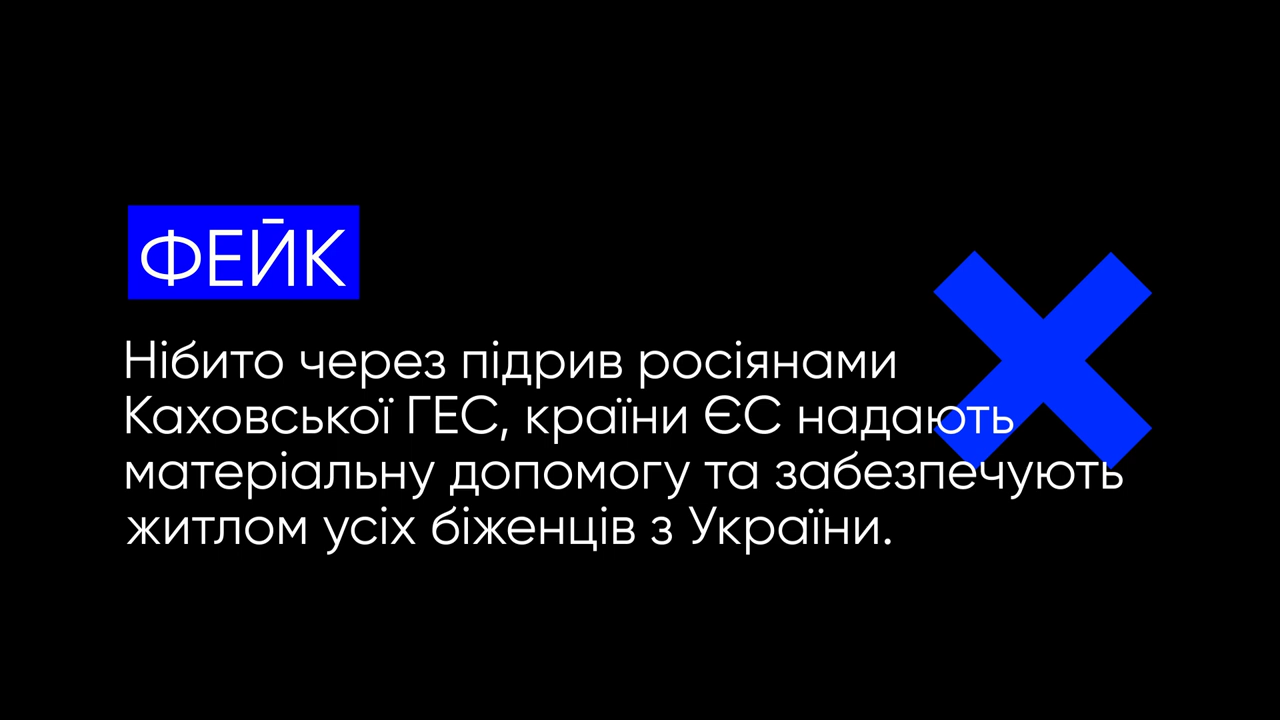 ФЕЙК
Нібито через підрив росіянами
Каховської ГЕС, країни ЄС надають
матеріальну допомогу та забезпечують
житлом усіх біженців з України.